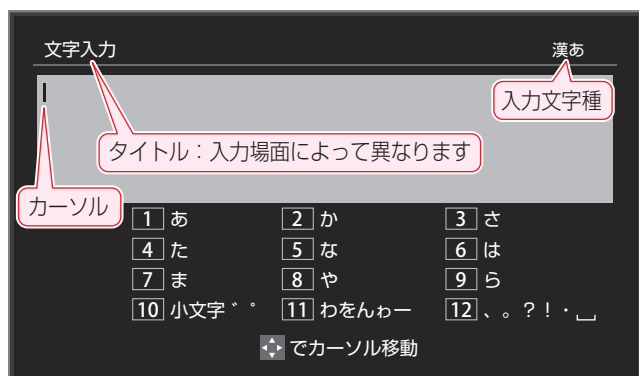 文字入力 漢あ
入力文字種
タイトル:入力場面によって異なります
カーソル
1 あ 2 か 3 さ
4 た 5 な 6 は
7 ま 8 や 9 ら
10 小文字゛゜ 11 わをんゎー 12 、。?!・␣
でカーソル移動